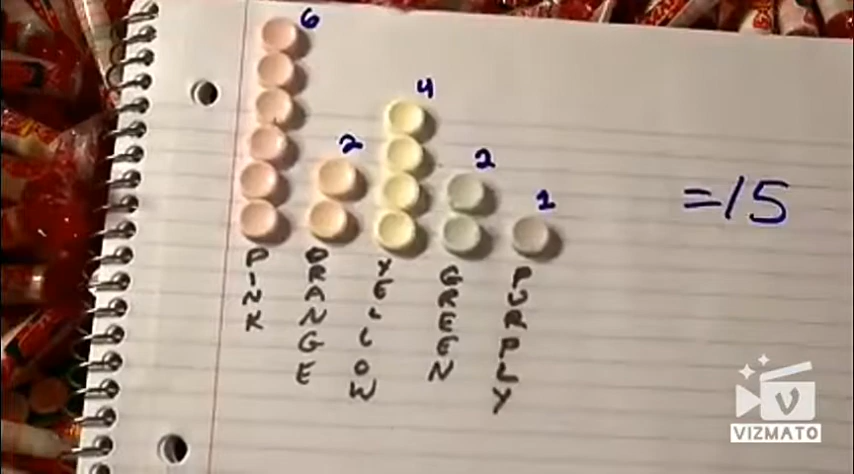 6
2
4
2
1
=15
PINK
ORANGE
YELLOW
GREEN
PURPLY
VIZMATO